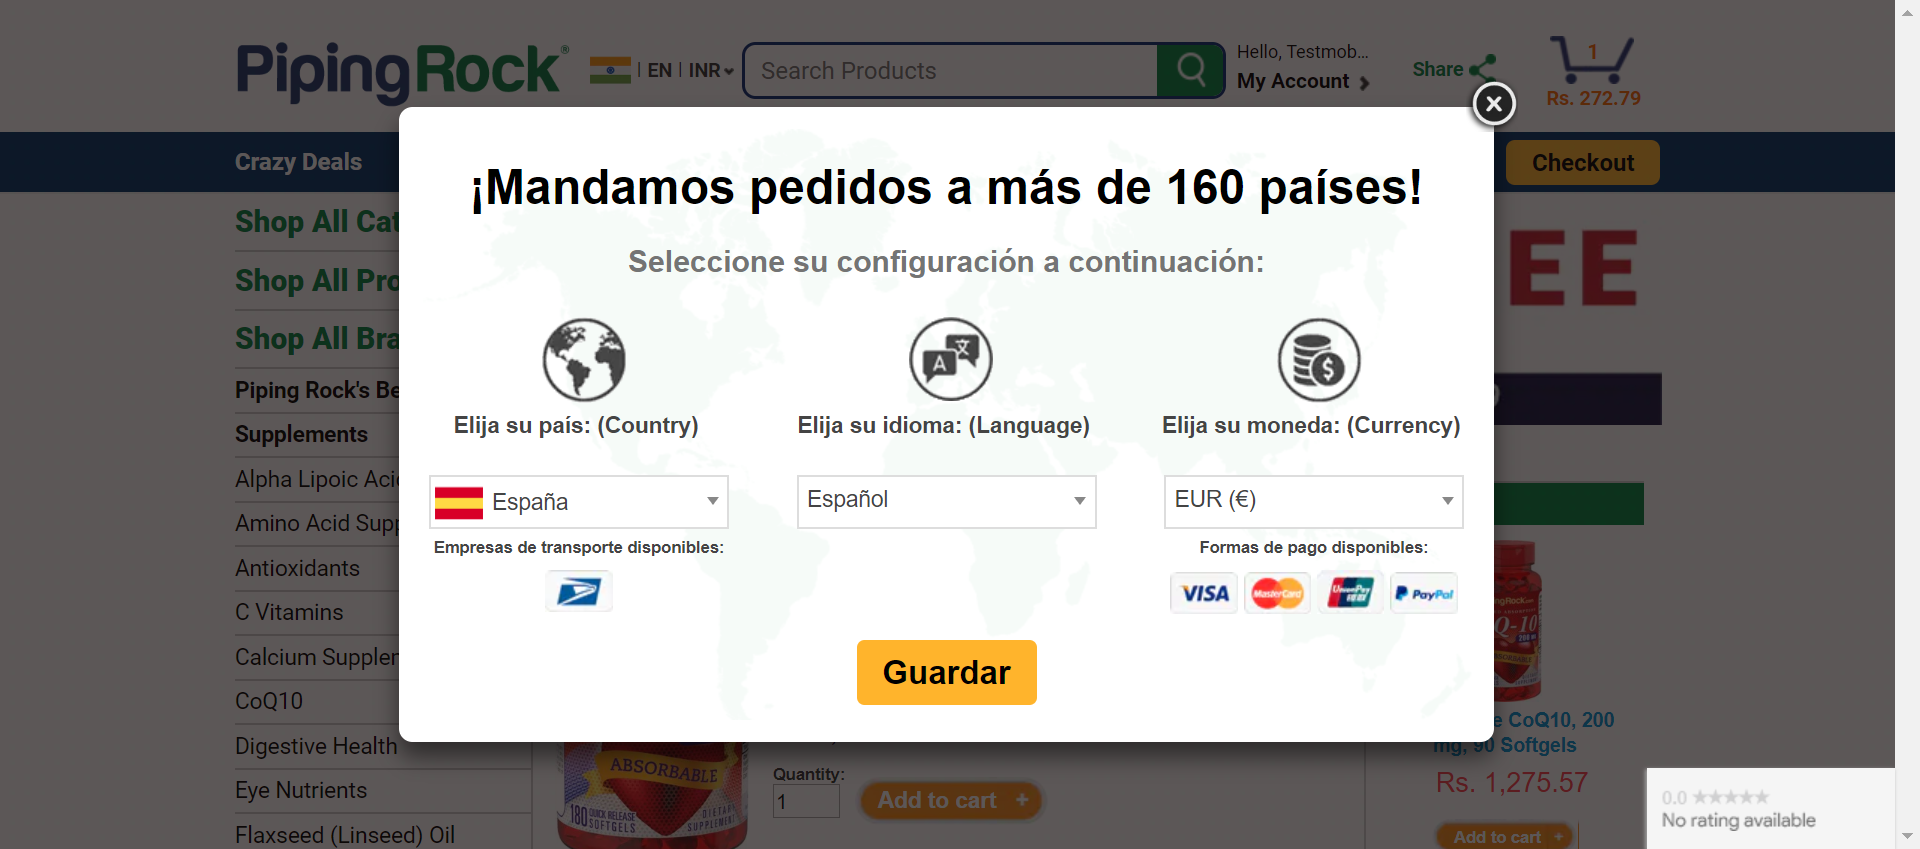 PipingRock®
EN | INR
Search Products
Hello, Testmob...
My Account
Share
1
Rs. 272.79
Crazy Deals
Checkout
¡Mandamos pedidos a más de 160 países!
Seleccione su configuración a continuación:
Elija su país: (Country)
Elija su idioma: (Language)
Elija su moneda: (Currency)
España
Español
EUR (€)
Empresas de transporte disponibles:
Formas de pago disponibles:
VISA
MasterCard
UnionPay
PayPal
Guardar
Shop All Cat
Shop All Pro
Shop All Bra
Piping Rock's Be
Supplements
Alpha Lipoic Aci
Amino Acid Supp
Antioxidants
C Vitamins
Calcium Supplem
CoQ10
Digestive Health
Eye Nutrients
Flaxseed (Linseed) Oil
ABSORBABLE
180 QUICK RELEASE
SOFTGELS
DIETARY
SUPPLEMENT
Quantity:
1
Add to cart +
EE
Q-10
200 mg
e CoQ10, 200
mg, 90 Softgels
Rs. 1,275.57
Add to cart +
0.0
No rating available